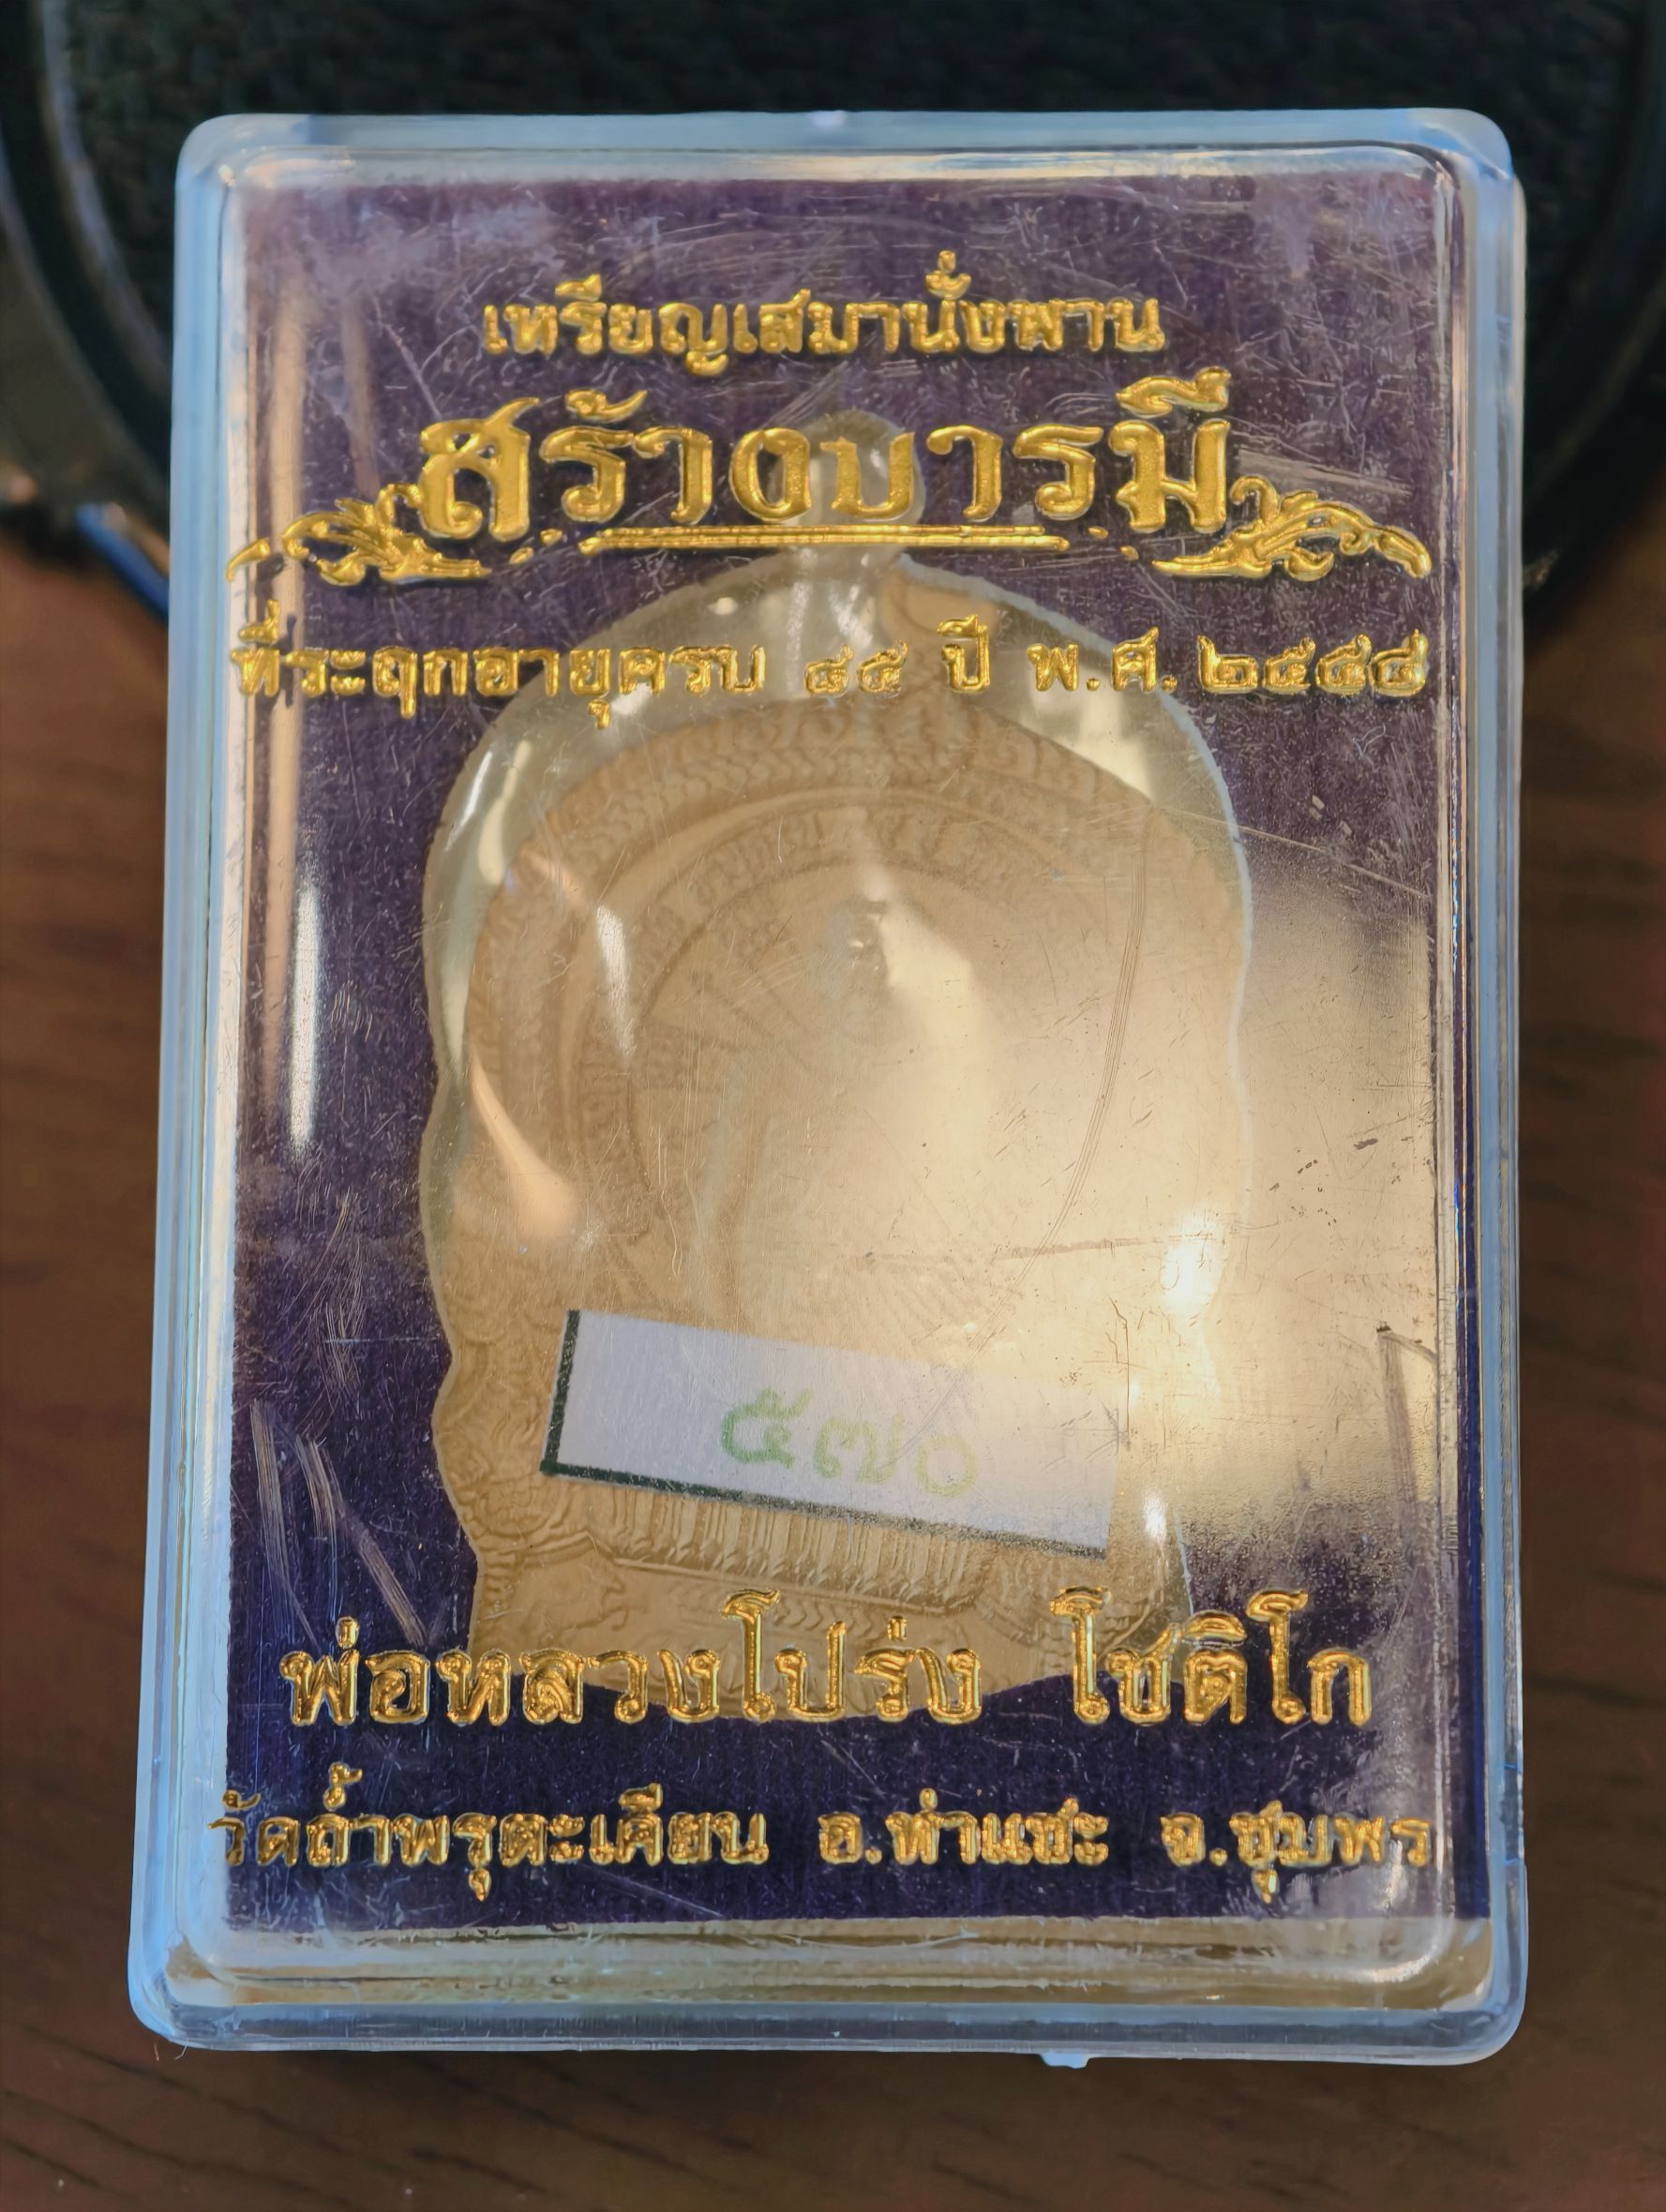 เหรียญเสมานั่งพาน
สร้างบารมี
ที่ระฤกอายุครบ ๘๕ ปี พ.ศ. ๒๕๕๔
๕๗๐
พ่อหลวงโปร่ง โชติโก
วัดถ้ำพรุตะเคียน อ.ท่าแซะ จ.ชุมพร